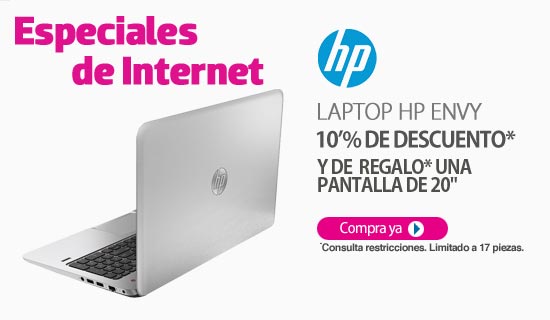 Especiales
de Internet
hp
LAPTOP HP ENVY
10'% DE DESCUENTO*
Y DE REGALO* UNA
PANTALLA DE 20"
Compra ya
*Consulta restricciones. Limitado a 17 piezas.
hp